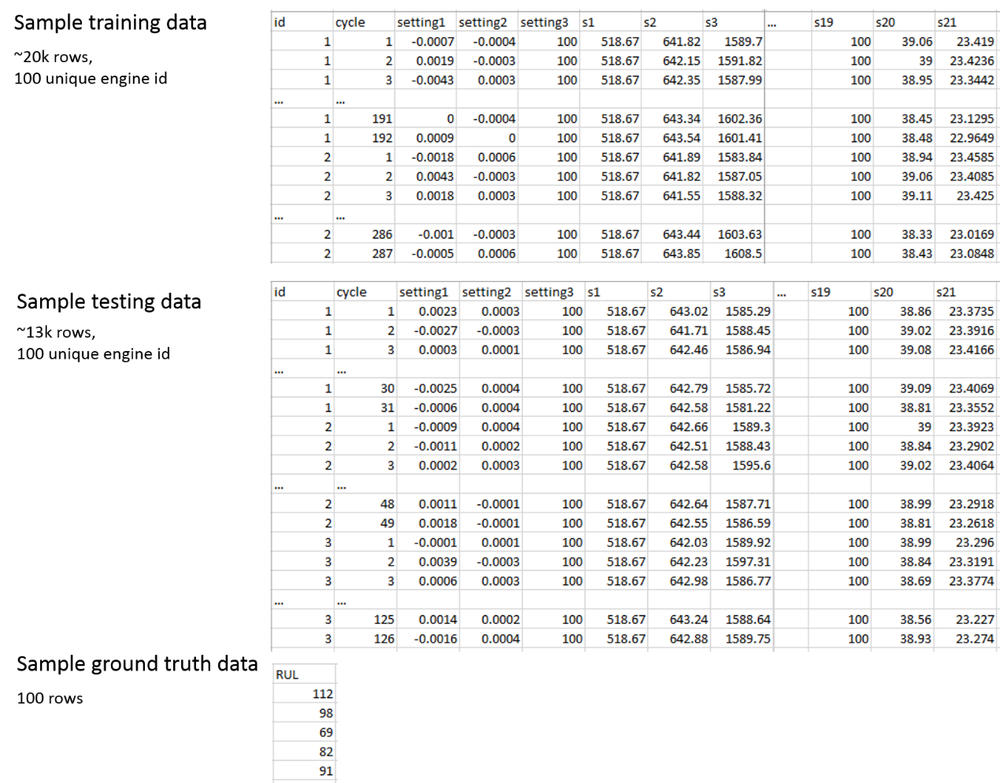 Sample training data
~20k rows,
100 unique engine id
id cycle setting1 setting2 setting3 s1 s2 s3 ... s19 s20 s21
1 1 -0.0007 -0.0004 100 518.67 641.82 1589.7 100 39.06 23.419
1 2 0.0019 -0.0003 100 518.67 642.15 1591.82 100 39 23.4236
1 3 -0.0043 0.0003 100 518.67 642.35 1587.99 100 38.95 23.3442
... ...
1 191 0 -0.0004 100 518.67 643.34 1602.36 100 38.45 23.1295
1 192 0.0009 0 100 518.67 643.54 1601.41 100 38.48 22.9649
2 1 -0.0018 0.0006 100 518.67 641.89 1583.84 100 38.94 23.4585
2 2 0.0043 -0.0003 100 518.67 641.82 1587.05 100 39.06 23.4085
2 3 0.0018 0.0003 100 518.67 641.55 1588.32 100 39.11 23.425
... ...
2 286 -0.001 -0.0003 100 518.67 643.44 1603.63 100 38.33 23.0169
2 287 -0.0005 0.0006 100 518.67 643.85 1608.5 100 38.43 23.0848
Sample testing data
~13k rows,
100 unique engine id
id cycle setting1 setting2 setting3 s1 s2 s3 ... s19 s20 s21
1 1 0.0023 0.0003 100 518.67 643.02 1585.29 100 38.86 23.3735
1 2 -0.0027 -0.0003 100 518.67 641.71 1588.45 100 39.02 23.3916
1 3 0.0003 0.0001 100 518.67 642.46 1586.94 100 39.08 23.4166
... ...
1 30 -0.0025 0.0004 100 518.67 642.79 1585.72 100 39.09 23.4069
1 31 -0.0006 0.0004 100 518.67 642.58 1581.22 100 38.81 23.3552
2 1 -0.0009 0.0004 100 518.67 642.66 1589.3 100 39 23.3923
2 2 -0.0011 0.0002 100 518.67 642.51 1588.43 100 38.84 23.2902
2 3 0.0002 0.0003 100 518.67 642.58 1595.6 100 39.02 23.4064
... ...
2 48 0.0011 -0.0001 100 518.67 642.64 1587.71 100 38.99 23.2918
2 49 0.0018 -0.0001 100 518.67 642.55 1586.59 100 38.81 23.2618
3 1 -0.0001 0.0001 100 518.67 642.03 1589.92 100 38.99 23.296
3 2 0.0039 -0.0003 100 518.67 642.23 1597.31 100 38.84 23.3191
3 3 0.0006 0.0003 100 518.67 642.98 1586.77 100 38.69 23.3774
... ...
3 125 0.0014 0.0002 100 518.67 643.24 1588.64 100 38.56 23.227
3 126 -0.0016 0.0004 100 518.67 642.88 1589.75 100 38.93 23.274
Sample ground truth data
100 rows
RUL
112
98
69
82
91